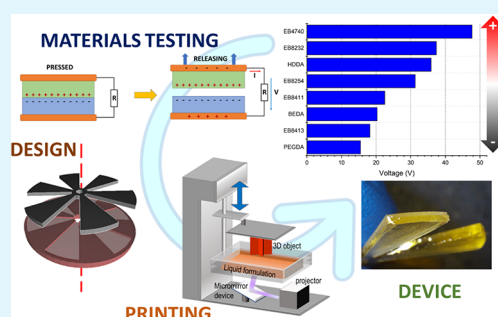 MATERIALS TESTING
PRESSED
R
RELEASING
I
R
V
EB4740
EB8232
HDDA
EB8254
EB8411
BEDA
EB8413
PEGDA
0 10 20 30 40 50
Voltage (V)
+
-
DESIGN
3D object
Liquid formulation
Micromirror
device
projector
PRINTING
DEVICE